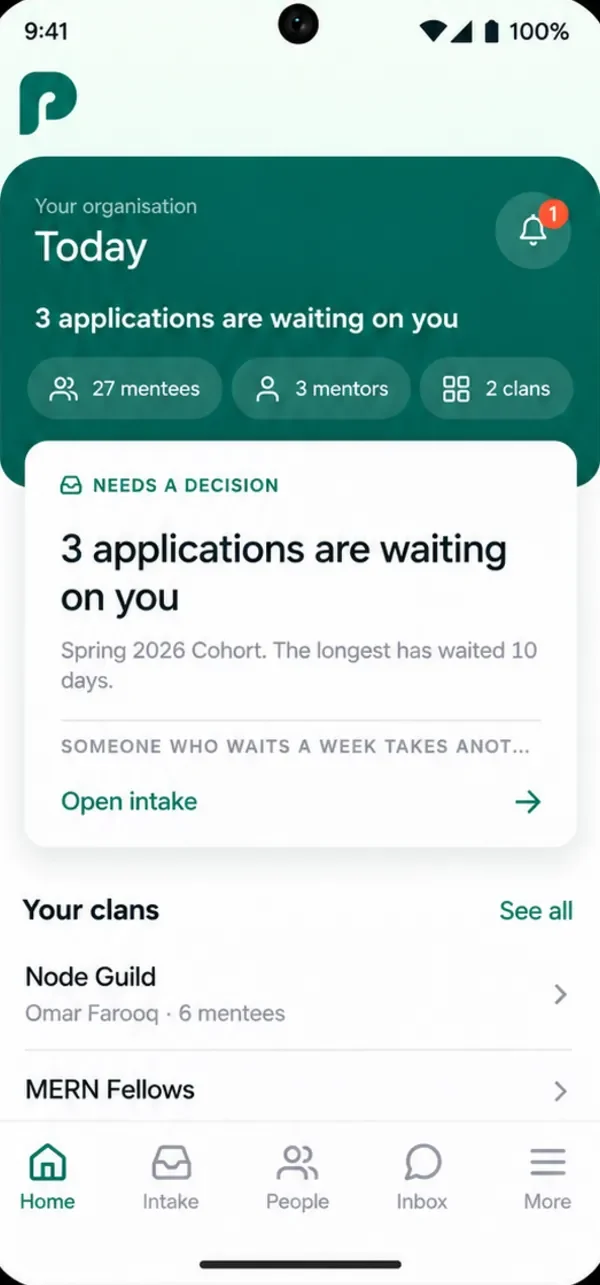 9:41
100%
Your organisation
Today
1
3 applications are waiting on you
27 mentees
3 mentors
2 clans
NEEDS A DECISION
3 applications are waiting
on you
Spring 2026 Cohort. The longest has waited 10
days.
SOMEONE WHO WAITS A WEEK TAKES ANOT...
Open intake
Your clans
See all
Node Guild
Omar Farooq · 6 mentees
MERN Fellows
Home
Intake
People
Inbox
More